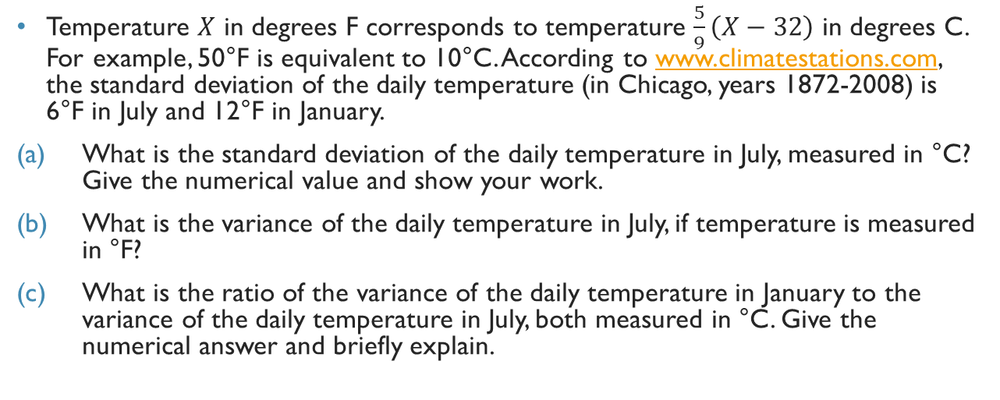 • Temperature X in degrees F corresponds to temperature 5/9 (X − 32) in degrees C.
For example, 50°F is equivalent to 10°C. According to www.climatestations.com,
the standard deviation of the daily temperature (in Chicago, years 1872-2008) is
6°F in July and 12°F in January.
(a) What is the standard deviation of the daily temperature in July, measured in °C?
Give the numerical value and show your work.
(b) What is the variance of the daily temperature in July, if temperature is measured
in °F?
(c) What is the ratio of the variance of the daily temperature in January to the
variance of the daily temperature in July, both measured in °C. Give the
numerical answer and briefly explain.